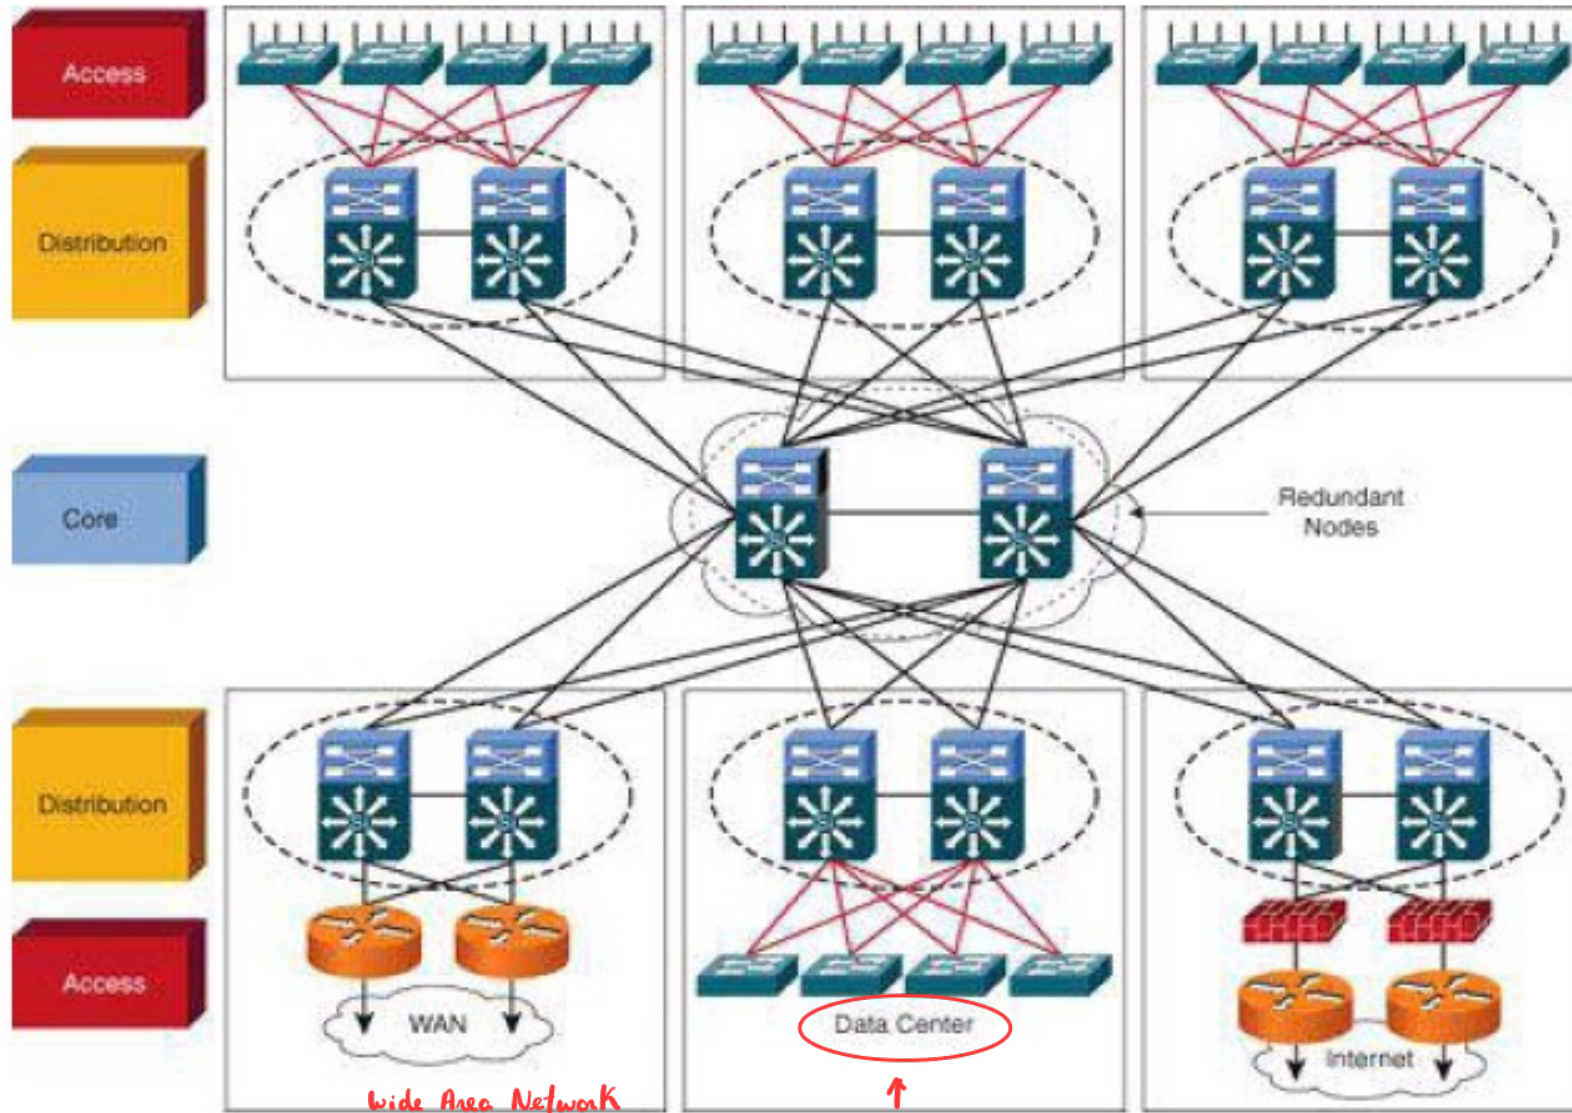 Access
Distribution
Core
Redundant
Nodes
Distribution
Access
WAN
Data Center
Internet
Wide Area Network